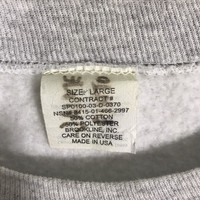 SIZE: LARGE
CONTRACT #
SPO100-03-D-0370
NSN# 8415-01-466-2997
50% COTTON
50% POLYESTER
BROOKLINE, INC.
CARE ON REVERSE
MADE IN USA